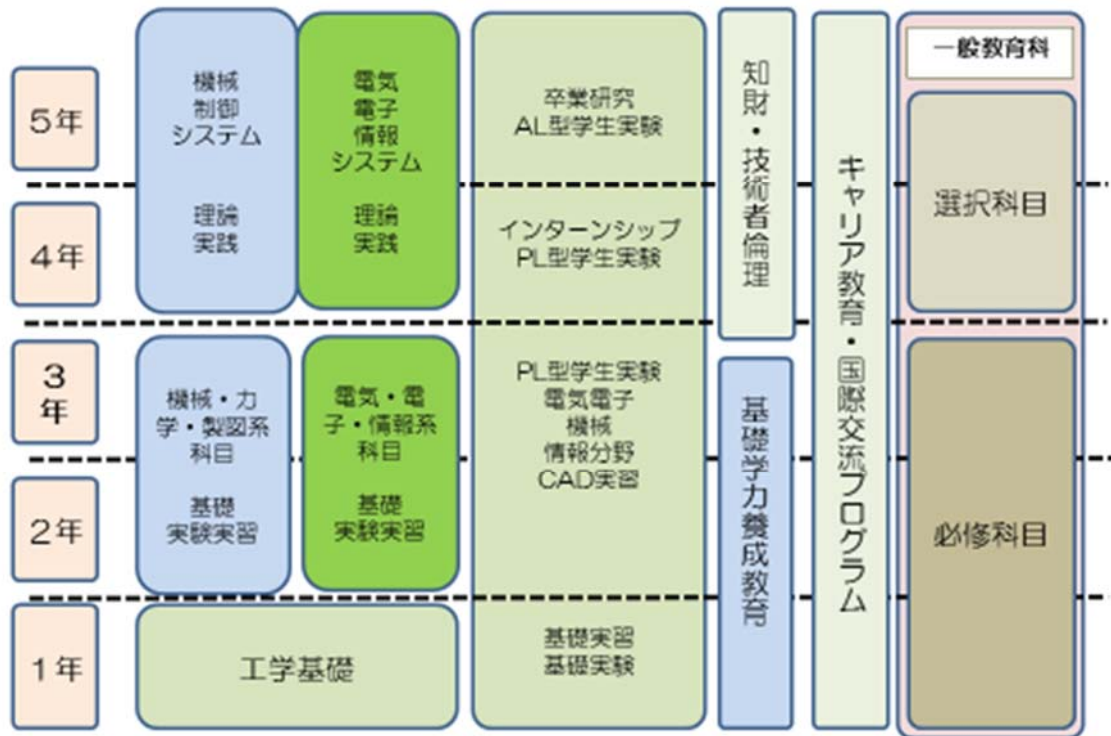 5年
4年
3
年
2年
1年
機械
制御
システム
理論
実践
電気
電子
情報
システム
理論
実践
機械・力
学・製図系
科目
基礎
実験実習
電気・電
子・情報系
科目
基礎
実験実習
工学基礎
卒業研究
AL型学生実験
インターンシップ
PL型学生実験
PL型学生実験
電気電子
機械
情報分野
CAD実習
基礎実習
基礎実験
知財・技術者倫理
基礎学力養成教育
キャリア教育・国際交流プログラム
一般教育科
選択科目
必修科目